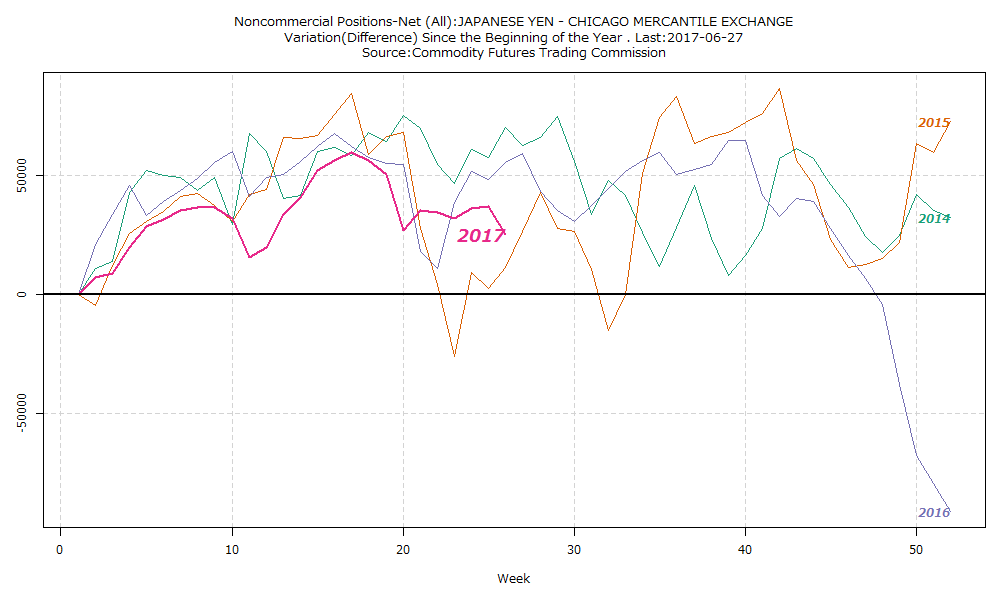 Noncommercial Positions-Net (All):JAPANESE YEN - CHICAGO MERCANTILE EXCHANGE
Variation(Difference) Since the Beginning of the Year . Last:2017-06-27
Source:Commodity Futures Trading Commission
50000
0
-50000
2015
2014
2017
2016
0 10 20 30 40 50
Week